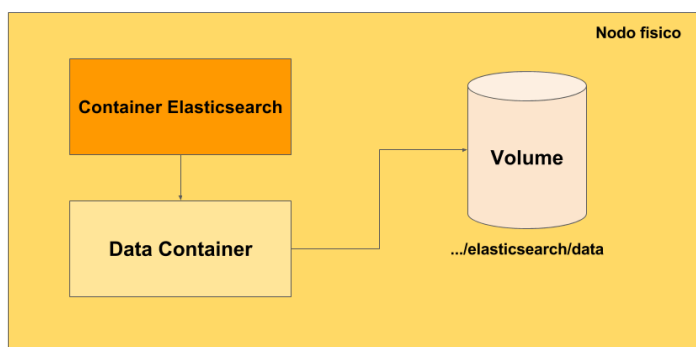 Nodo fisico
Container Elasticsearch
Volume
Data Container
.../elasticsearch/data